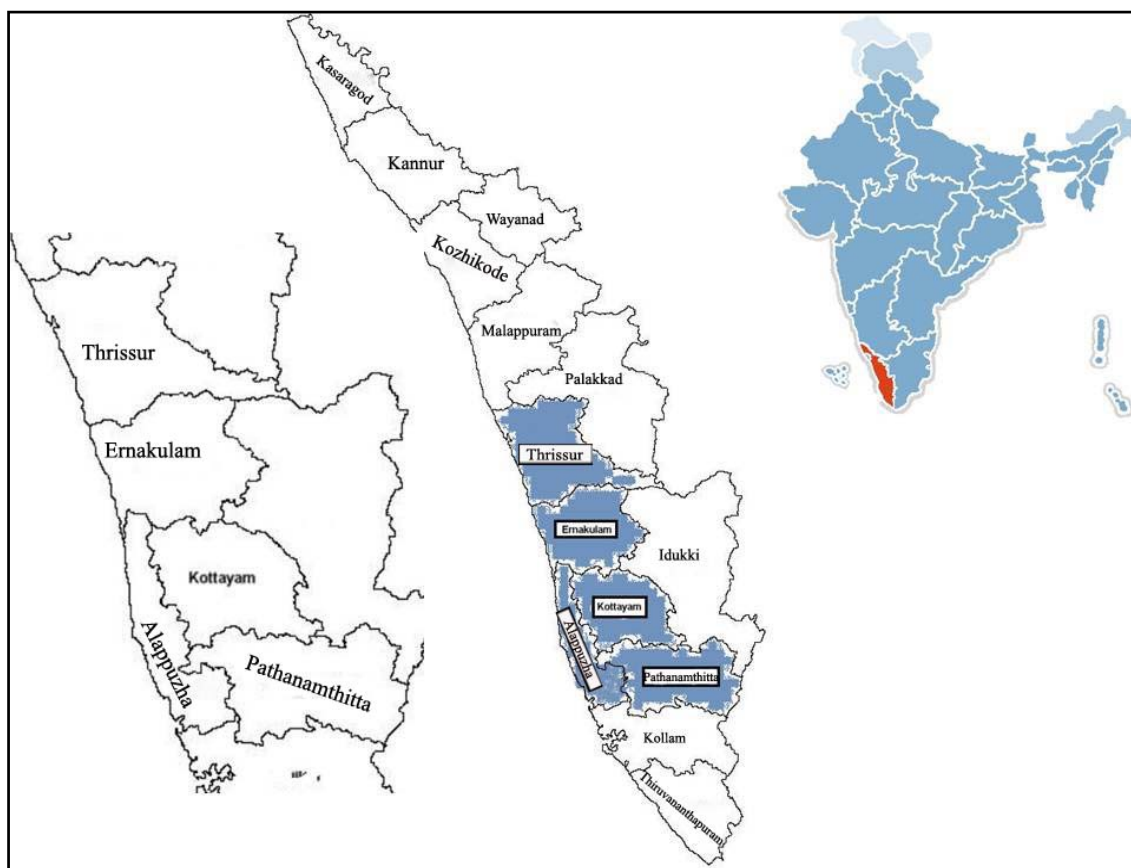 Kasaragod
Kannur
Wayanad
Kozhikode
Malappuram
Palakkad
Thrissur
Ernakulam
Idukki
Kottayam
Alappuzha
Pathanamthitta
Kollam
Thiruvananthapuram
Thrissur
Ernakulam
Kottayam
Alappuzha
Pathanamthitta